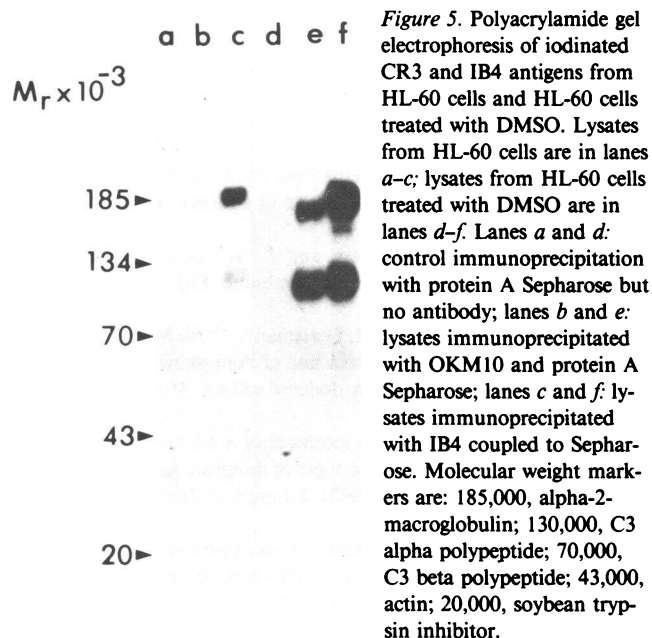 a b c d e f
Mr x 10-3
185
134
70
43
20
Figure 5. Polyacrylamide gel
electrophoresis of iodinated
CR3 and IB4 antigens from
HL-60 cells and HL-60 cells
treated with DMSO. Lysates
from HL-60 cells are in lanes
a–c; lysates from HL-60 cells
treated with DMSO are in
lanes d–f. Lanes a and d:
control immunoprecipitation
with protein A Sepharose but
no antibody; lanes b and e:
lysates immunoprecipitated
with OKM10 and protein A
Sepharose; lanes c and f: ly-
sates immunoprecipitated
with IB4 coupled to Sephar-
ose. Molecular weight mark-
ers are: 185,000, alpha-2-
macroglobulin; 130,000, C3
alpha polypeptide; 70,000,
C3 beta polypeptide; 43,000,
actin; 20,000, soybean tryp-
sin inhibitor.